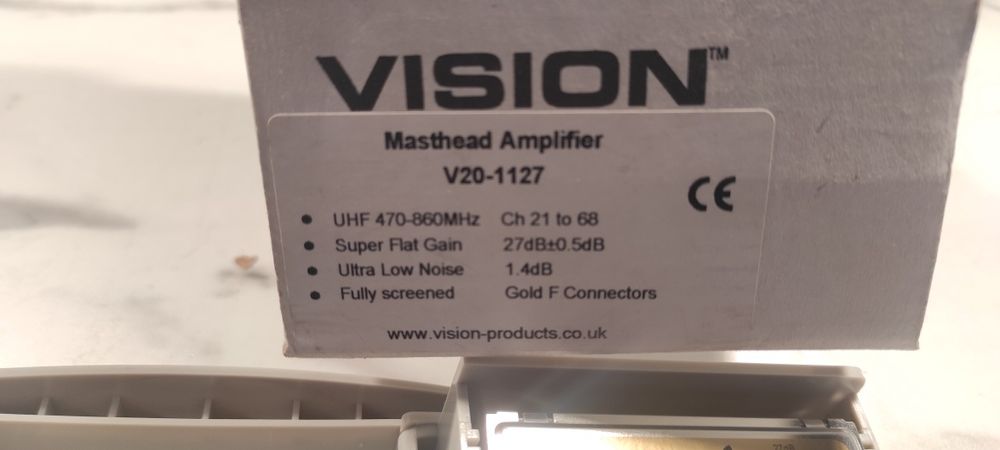 VISION™
Masthead Amplifier
V20-1127
CE
• UHF 470-860MHz Ch 21 to 68
• Super Flat Gain 27dB±0.5dB
• Ultra Low Noise 1.4dB
• Fully screened Gold F Connectors
www.vision-products.co.uk